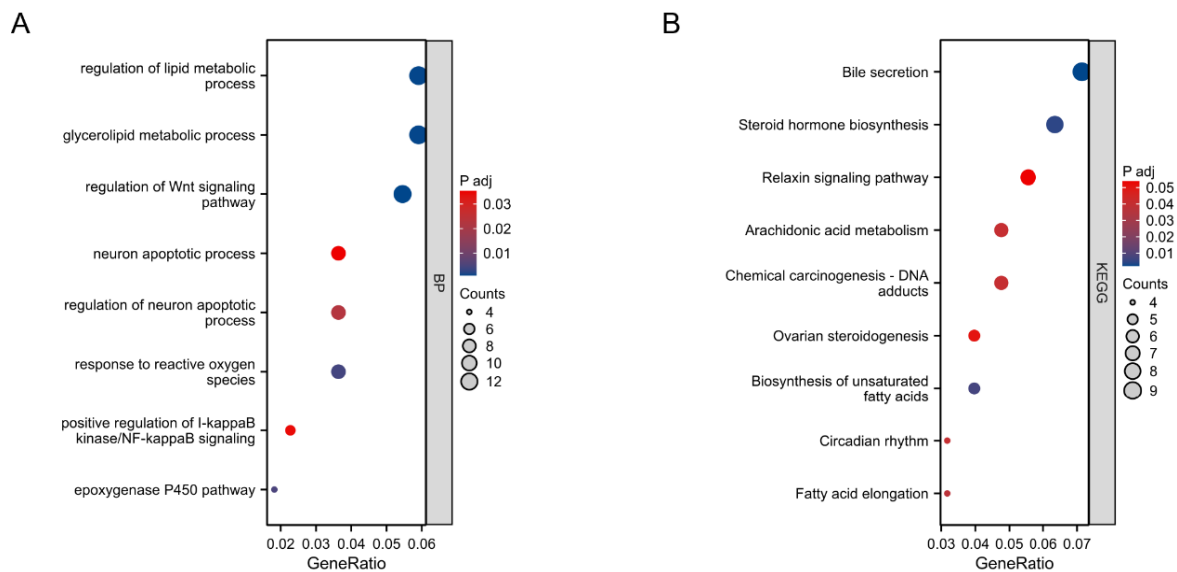 A
regulation of lipid metabolic
process
glycerolipid metabolic process
regulation of Wnt signaling
pathway
neuron apoptotic process
regulation of neuron apoptotic
process
response to reactive oxygen
species
positive regulation of I-kappaB
kinase/NF-kappaB signaling
epoxygenase P450 pathway
0.02 0.03 0.04 0.05 0.06
GeneRatio
BP
P adj
0.03
0.02
0.01
Counts
4
6
8
10
12
B
Bile secretion
Steroid hormone biosynthesis
Relaxin signaling pathway
Arachidonic acid metabolism
Chemical carcinogenesis - DNA
adducts
Ovarian steroidogenesis
Biosynthesis of unsaturated
fatty acids
Circadian rhythm
Fatty acid elongation
0.03 0.04 0.05 0.06 0.07
GeneRatio
KEGG
P adj
0.05
0.04
0.03
0.02
0.01
Counts
4
5
6
7
8
9